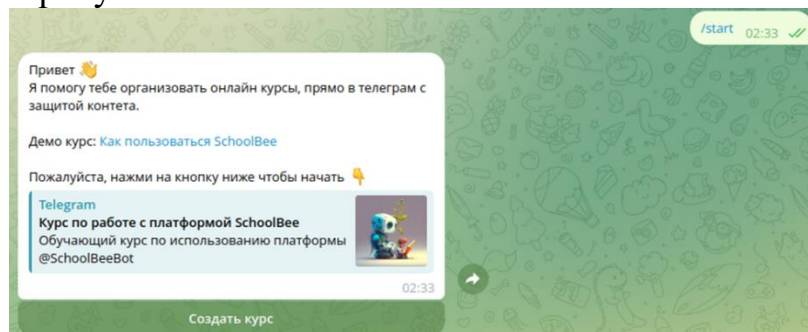 /start 02:33
Привет 👋
Я помогу тебе организовать онлайн курсы, прямо в телеграм с
защитой контета.
Демо курс: Как пользоваться SchoolBee
Пожалуйста, нажми на кнопку ниже чтобы начать 👇
Telegram
Курс по работе с платформой SchoolBee
Обучающий курс по использованию платформы
@SchoolBeeBot
02:33
Создать курс